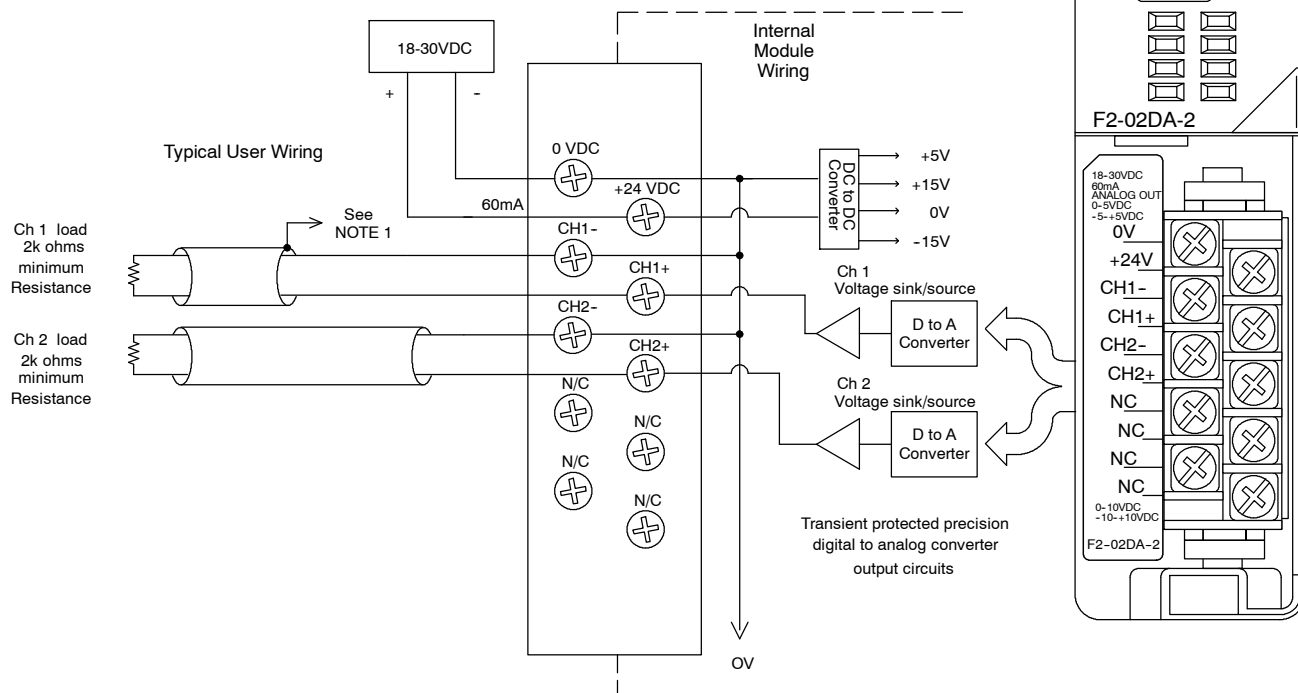 18-30VDC
+
-
Internal
Module
Wiring
Typical User Wiring
0 VDC
+24 VDC
60mA
DC to DC
Converter
+5V
+15V
0V
-15V
See
NOTE 1
Ch 1 load
2k ohms
minimum
Resistance
CH1-
CH1+
Ch 2 load
2k ohms
minimum
Resistance
CH2-
CH2+
N/C
N/C
N/C
N/C
Ch 1
Voltage sink/source
D to A
Converter
Ch 2
Voltage sink/source
D to A
Converter
Transient protected precision
digital to analog converter
output circuits
OV
F2-02DA-2
18-30VDC
60mA
ANALOG OUT
0-5VDC
-5-+5VDC
0V
+24V
CH1-
CH1+
CH2-
CH2+
NC
NC
NC
NC
0-10VDC
-10-+10VDC
F2-02DA-2